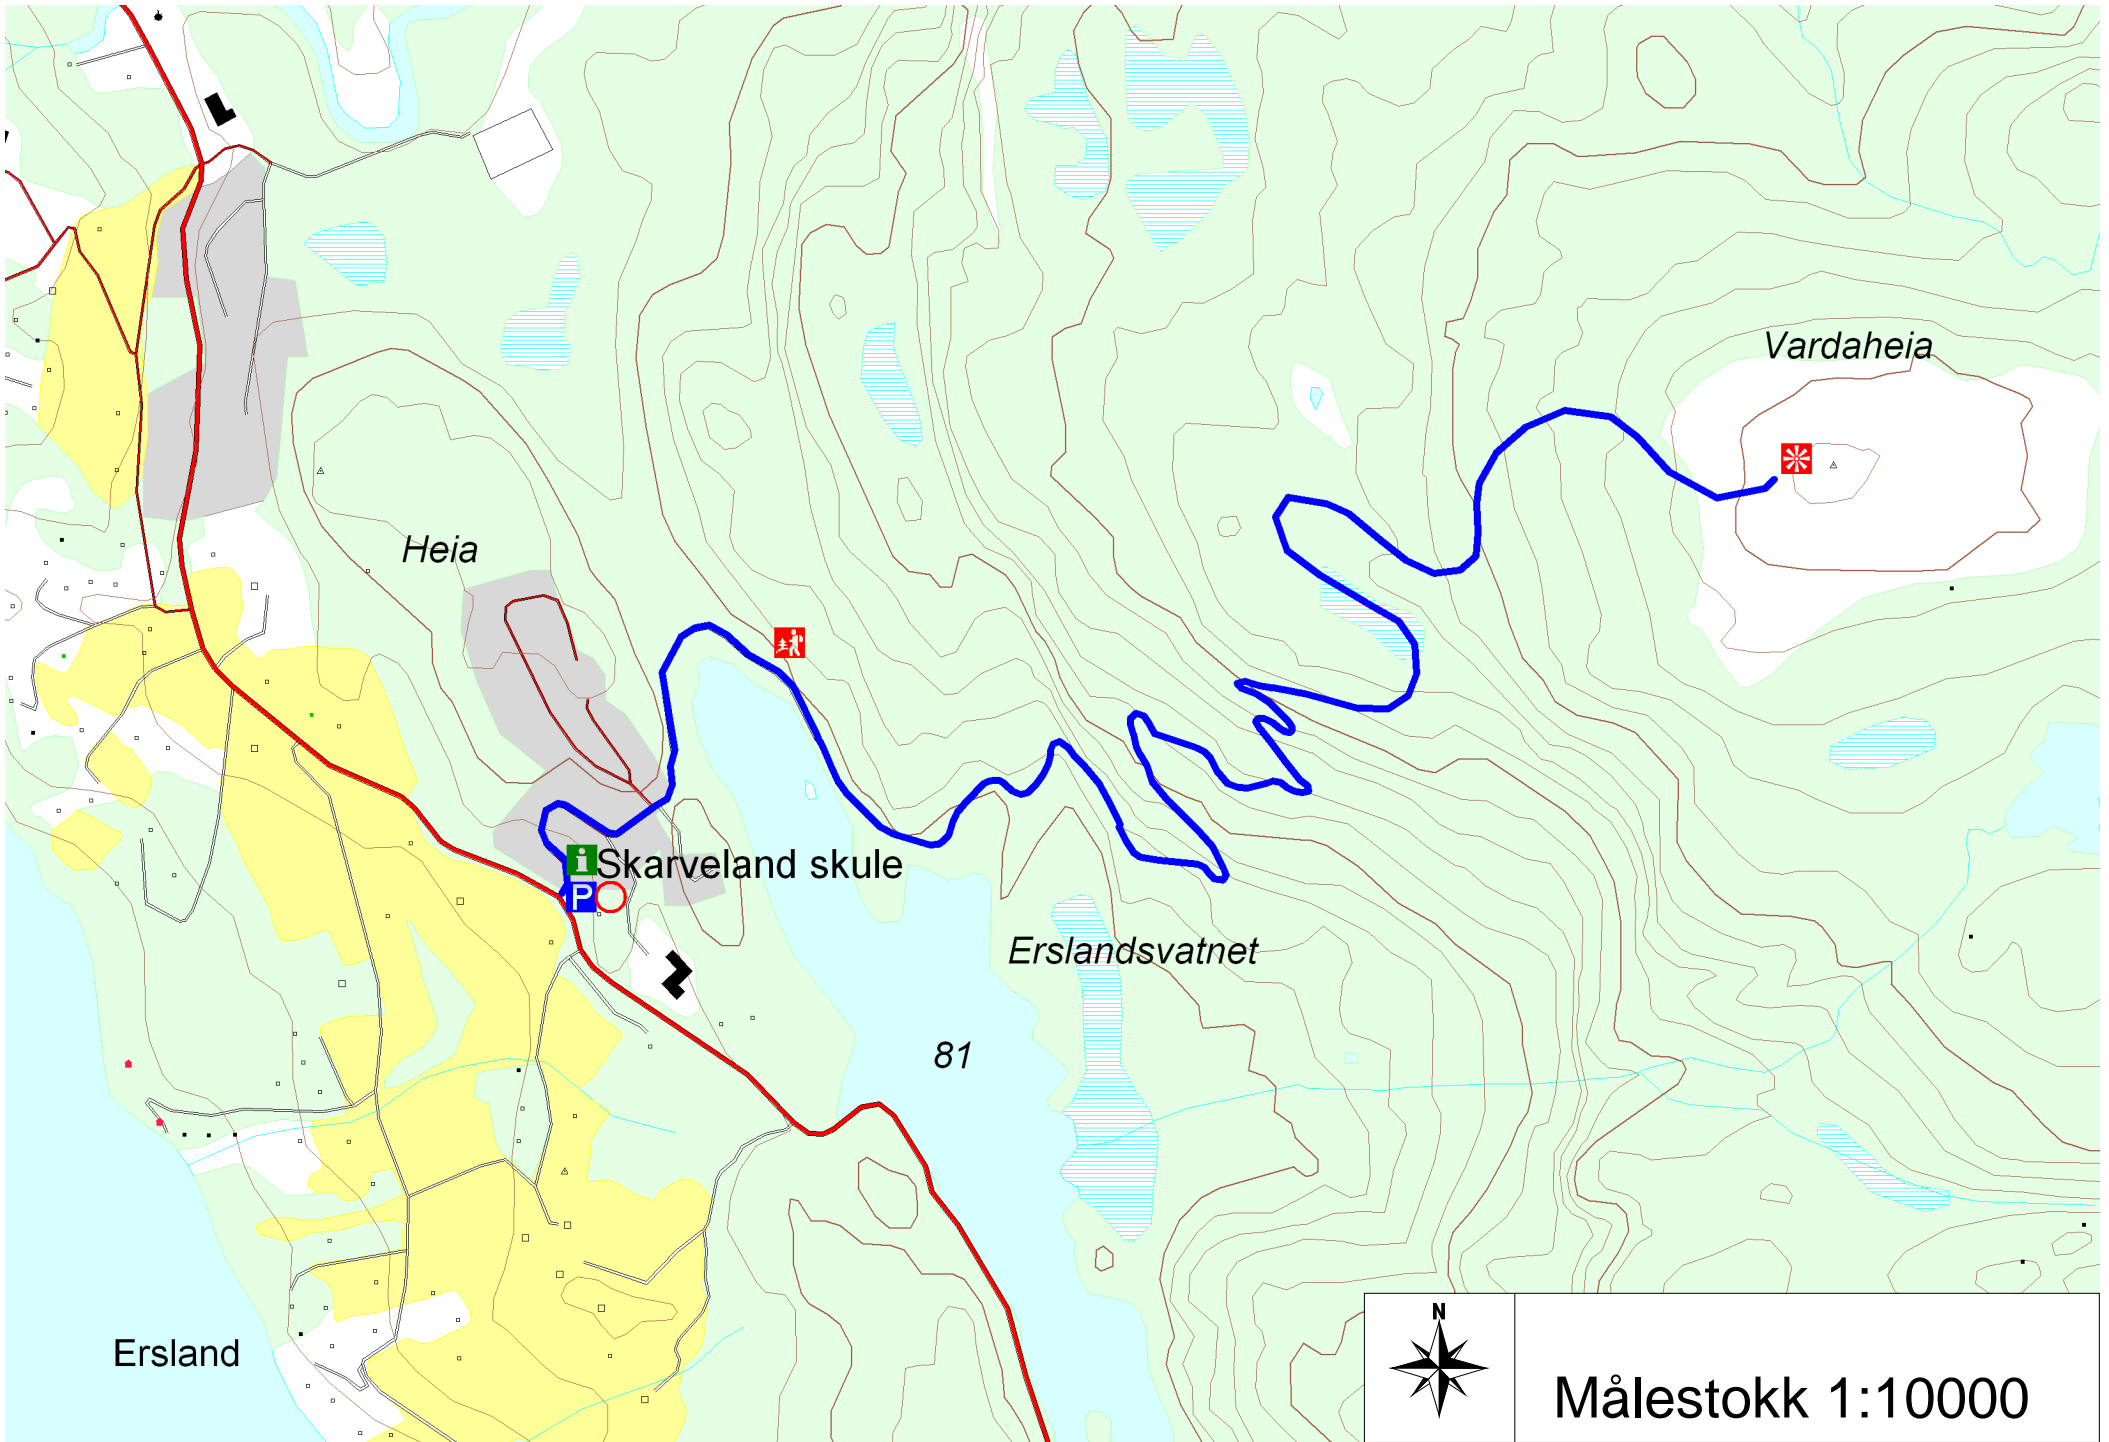 Vardaheia
Heia
i
Skarveland skule
P
Erslandsvatnet
81
Ersland
N
Målestokk 1:10000